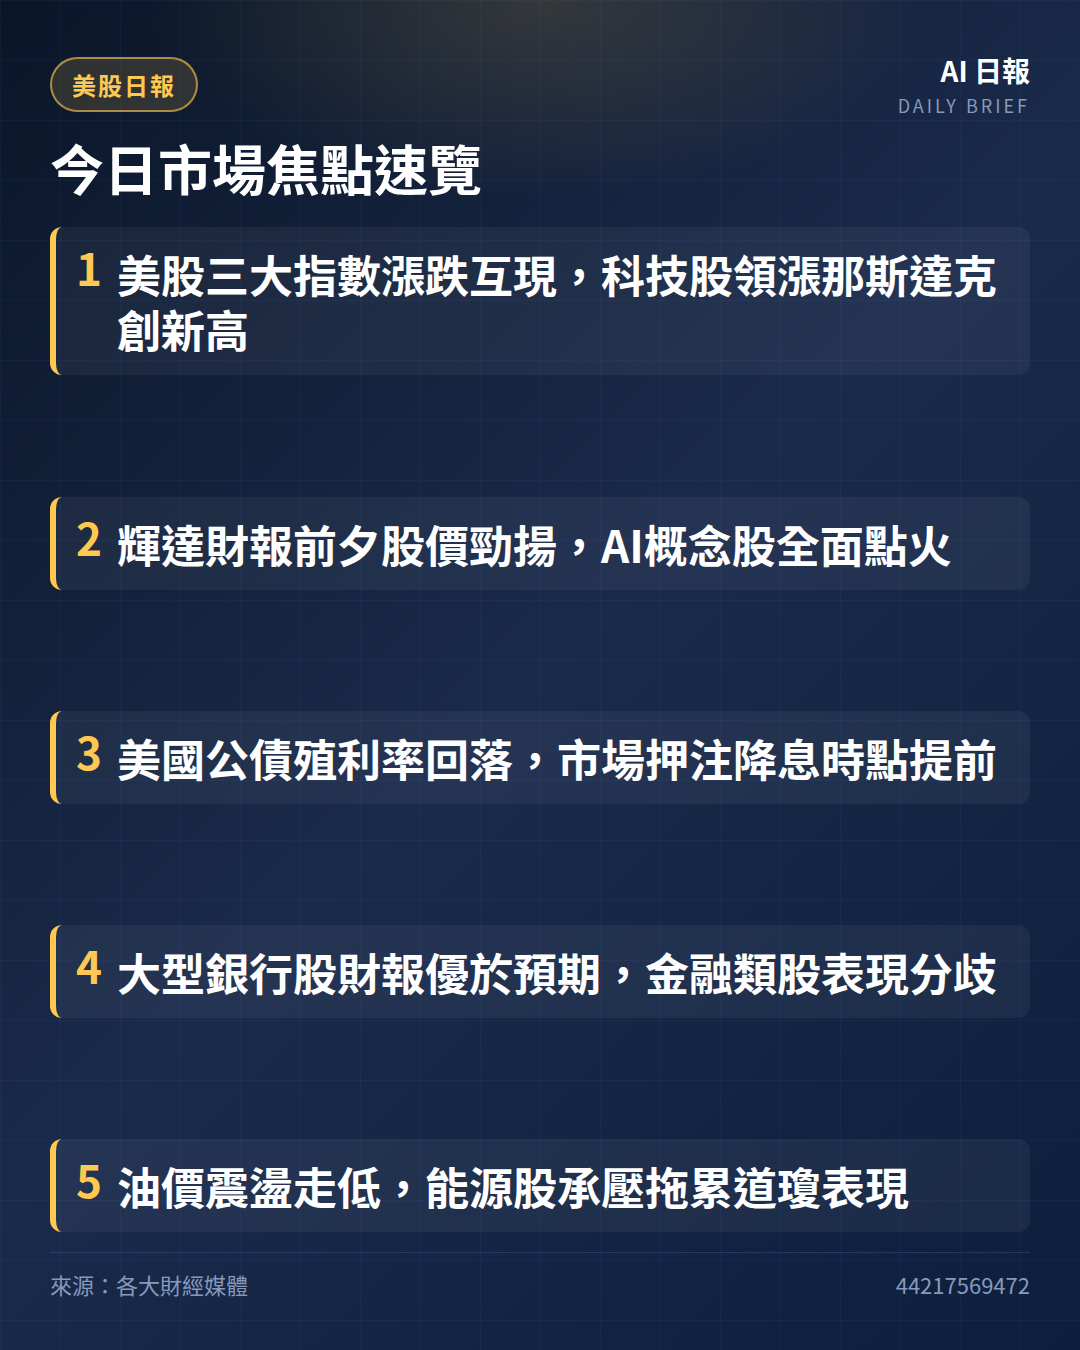 美股日報
AI 日報
DAILY BRIEF
今日市場焦點速覽
1 美股三大指數漲跌互現，科技股領漲那斯達克
創新高
2 輝達財報前夕股價勁揚，AI概念股全面點火
3 美國公債殖利率回落，市場押注降息時點提前
4 大型銀行股財報優於預期，金融類股表現分歧
5 油價震盪走低，能源股承壓拖累道瓊表現
來源：各大財經媒體
44217569472